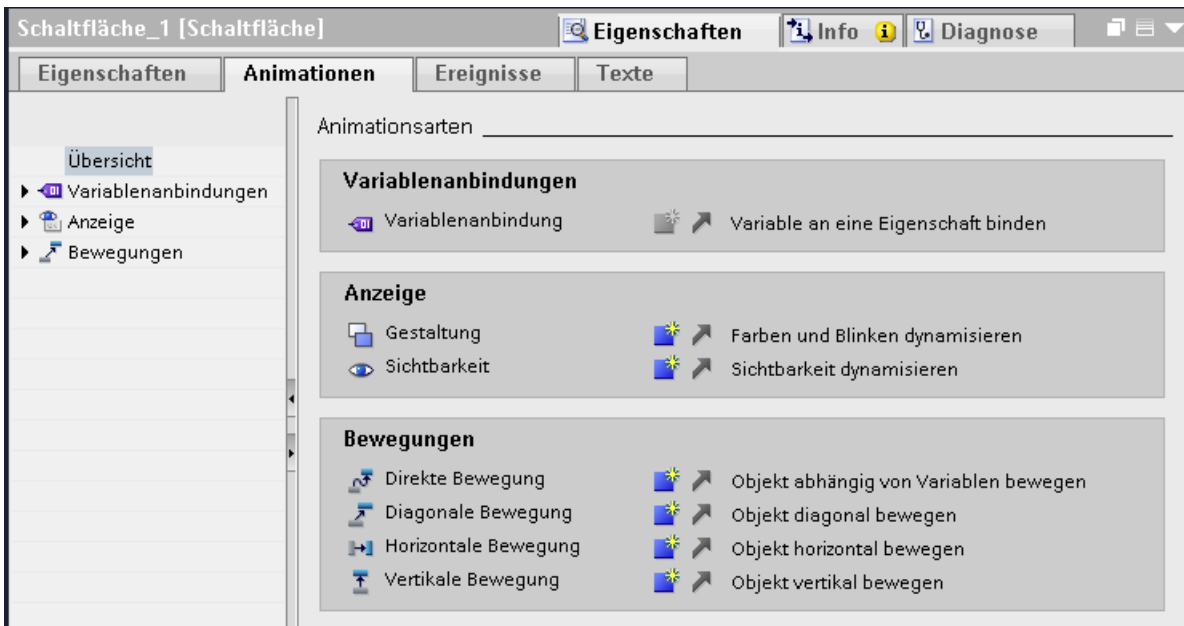 Schaltfläche_1 [Schaltfläche]
Eigenschaften
Info
Diagnose
Eigenschaften
Animationen
Ereignisse
Texte
Übersicht
Variablenanbindungen
Anzeige
Bewegungen
Animationsarten
Variablenanbindungen
Variablenanbindung Variable an eine Eigenschaft binden
Anzeige
Gestaltung Farben und Blinken dynamisieren
Sichtbarkeit Sichtbarkeit dynamisieren
Bewegungen
Direkte Bewegung Objekt abhängig von Variablen bewegen
Diagonale Bewegung Objekt diagonal bewegen
Horizontale Bewegung Objekt horizontal bewegen
Vertikale Bewegung Objekt vertikal bewegen